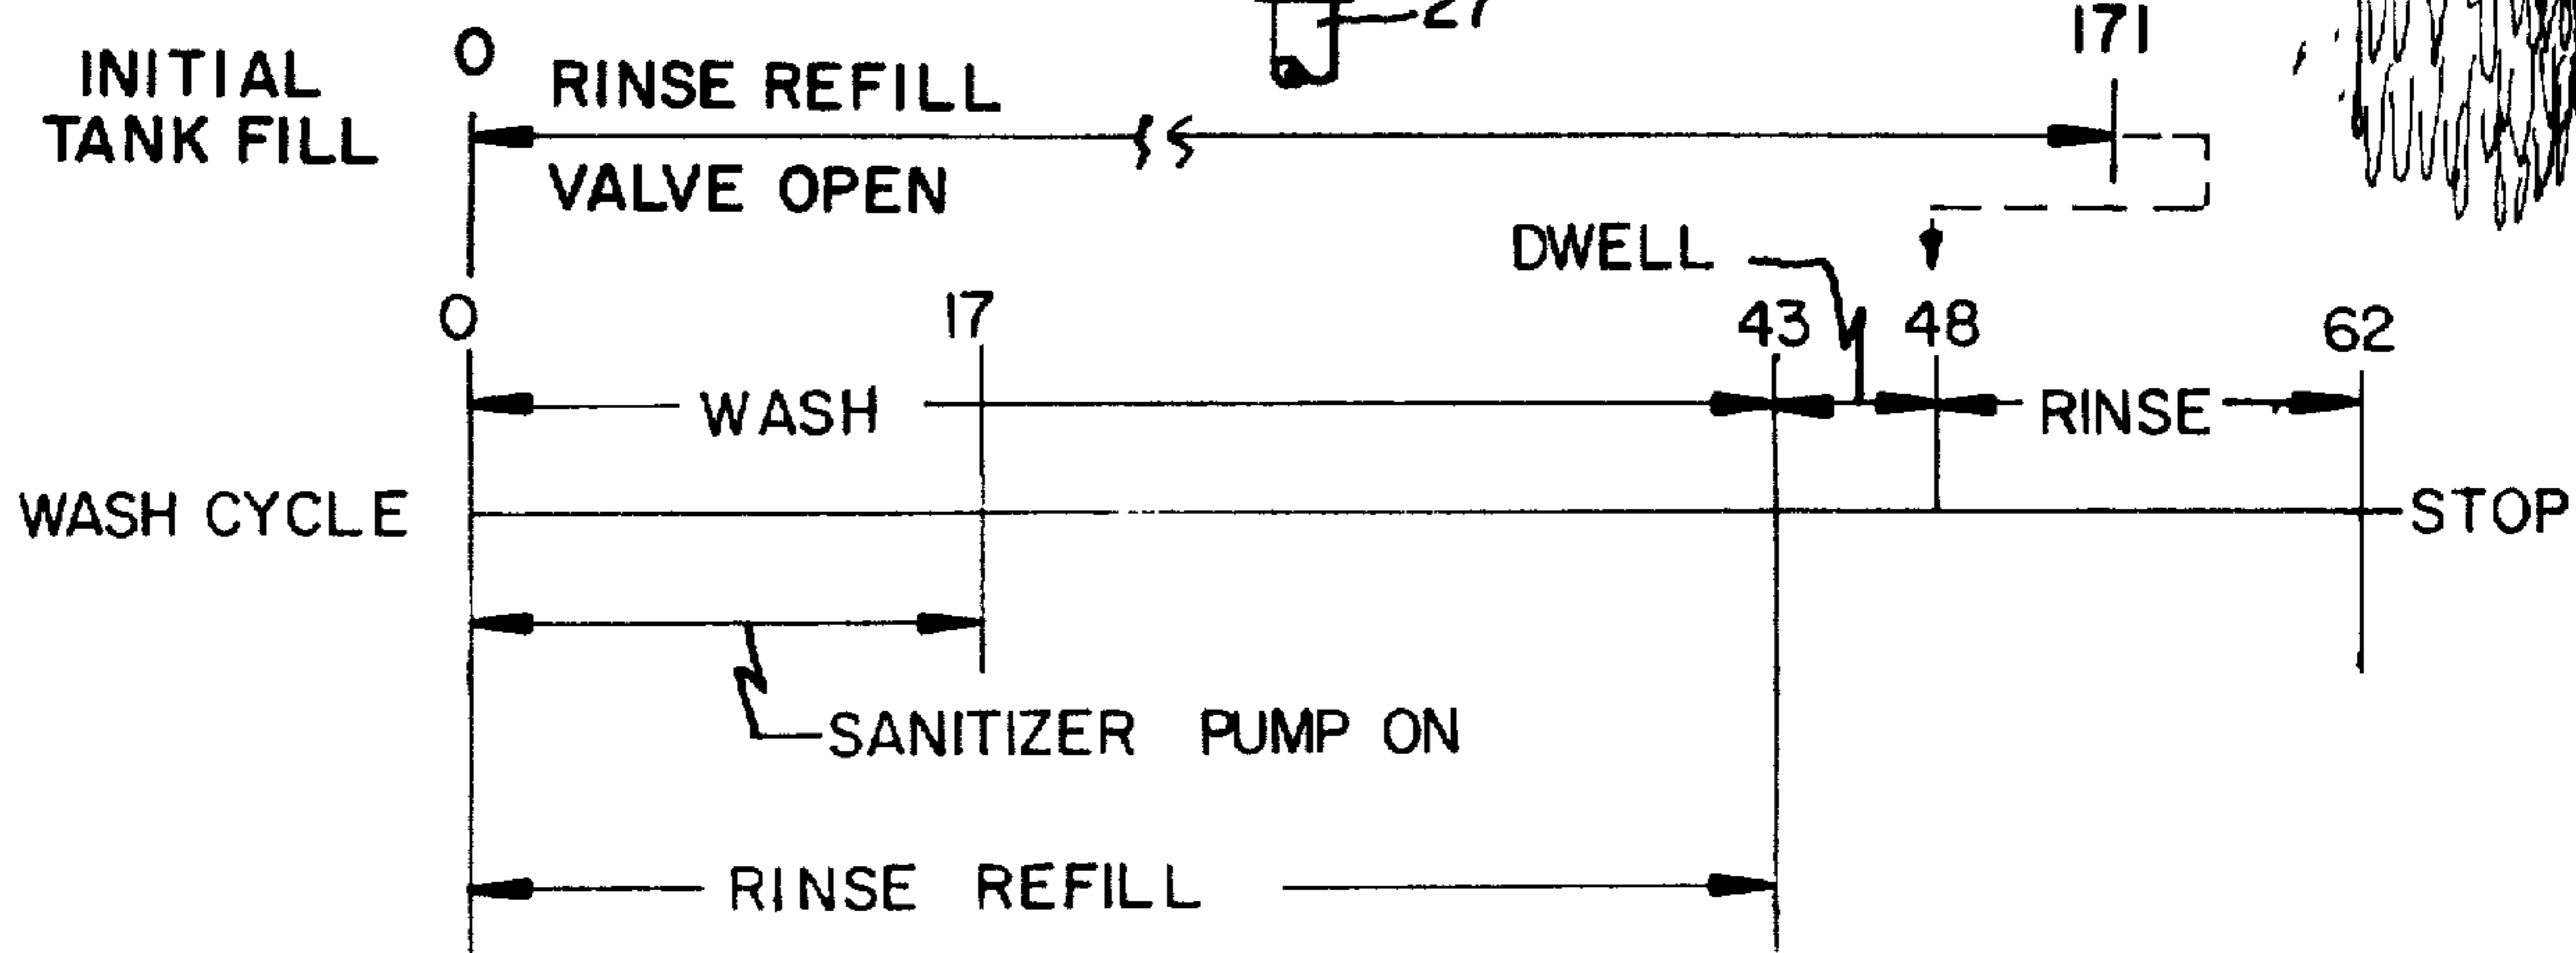 27
171
INITIAL
TANK FILL
0
RINSE REFILL
VALVE OPEN
DWELL
0
17
43
48
62
WASH
RINSE
WASH CYCLE
STOP
SANITIZER PUMP ON
RINSE REFILL